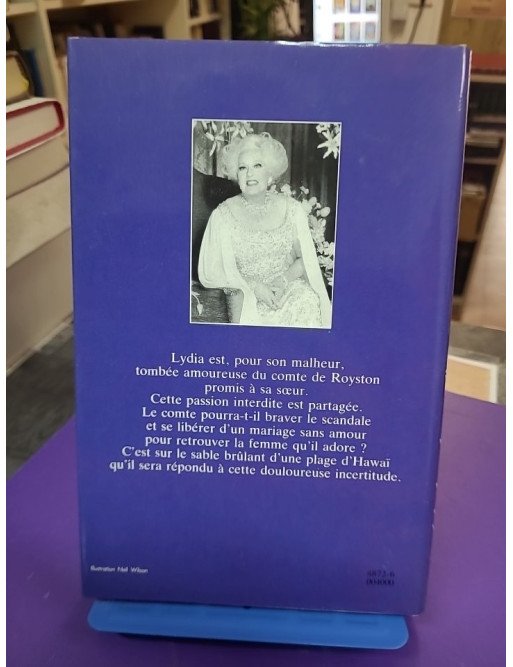 Lydia est, pour son malheur,
tombée amoureuse du comte de Royston
promis à sa sœur.
Cette passion interdite est partagée.
Le comte pourra-t-il braver le scandale
et se libérer d'un mariage sans amour
pour retrouver la femme qu'il adore ?
C'est sur le sable brûlant d'une plage d'Hawaï
qu'il sera répondu à cette douloureuse incertitude.
Illustration Neil Wilson